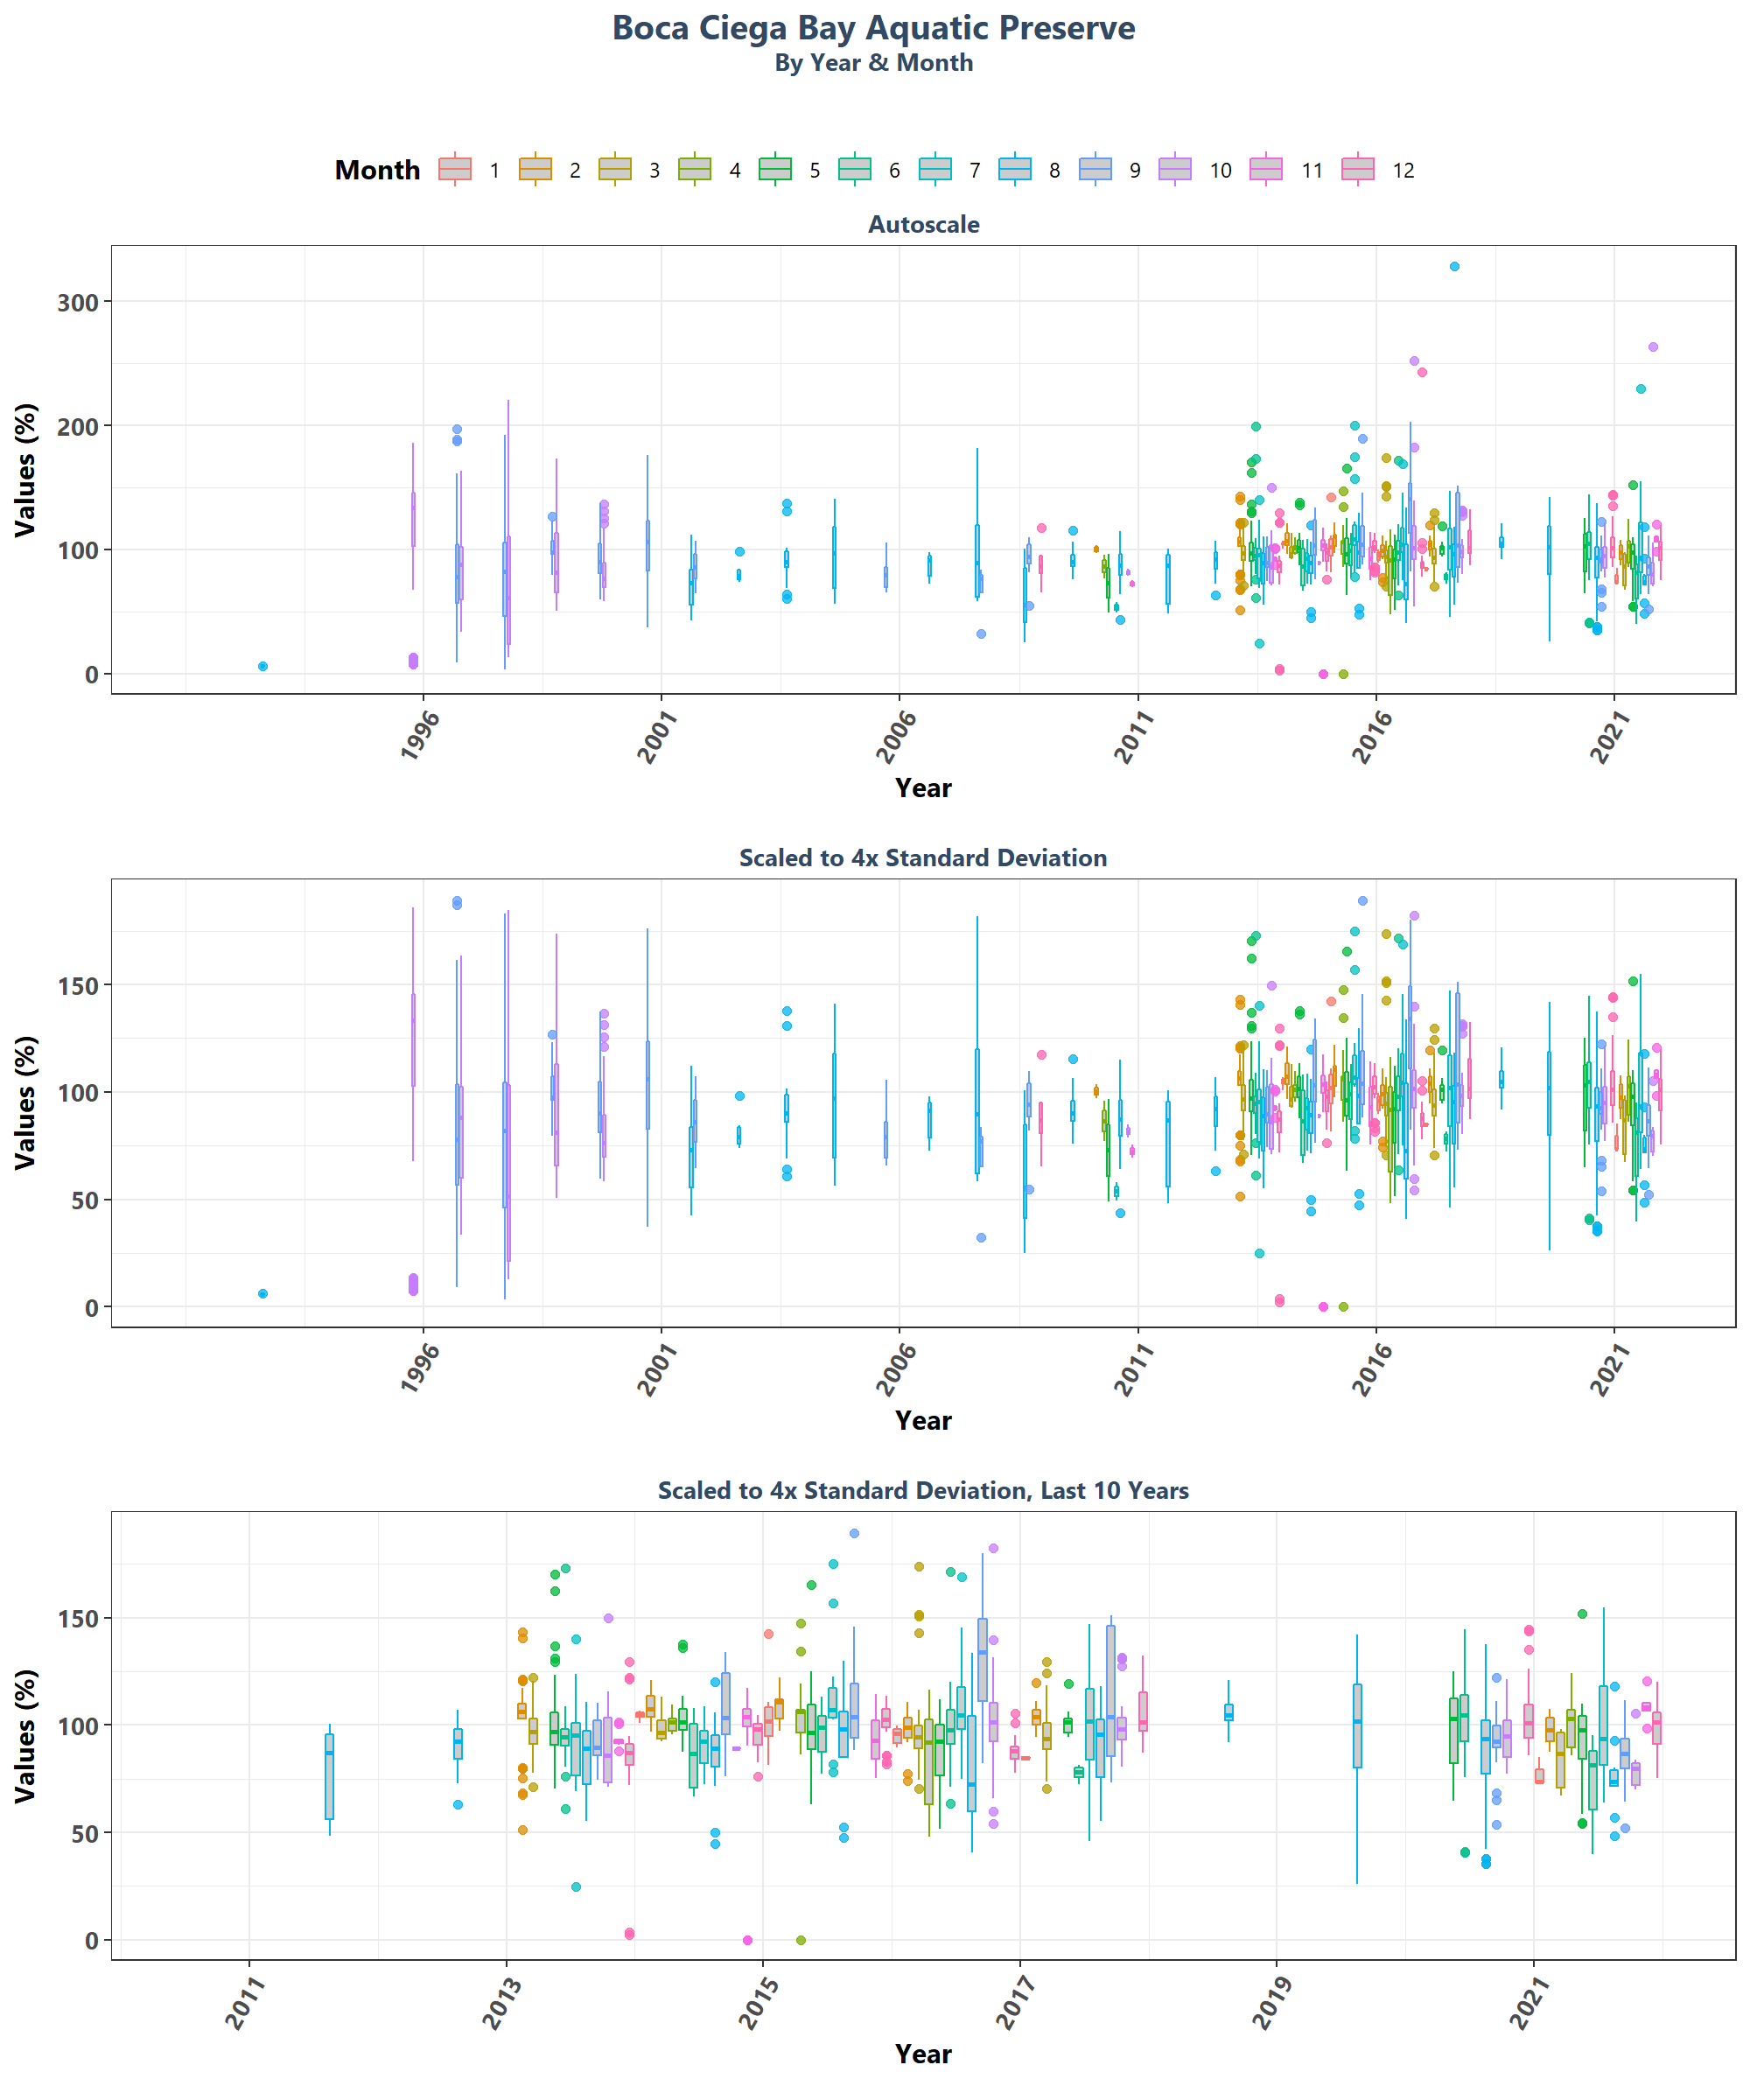 Boca Ciega Bay Aquatic Preserve
By Year & Month
Month 1 2 3 4 5 6 7 8 9 10 11 12
Autoscale
300
200
100
0
Values (%)
1996 2001 2006 2011 2016 2021
Year
Scaled to 4x Standard Deviation
150
100
50
0
Values (%)
1996 2001 2006 2011 2016 2021
Year
Scaled to 4x Standard Deviation, Last 10 Years
150
100
50
0
Values (%)
2011 2013 2015 2017 2019 2021
Year